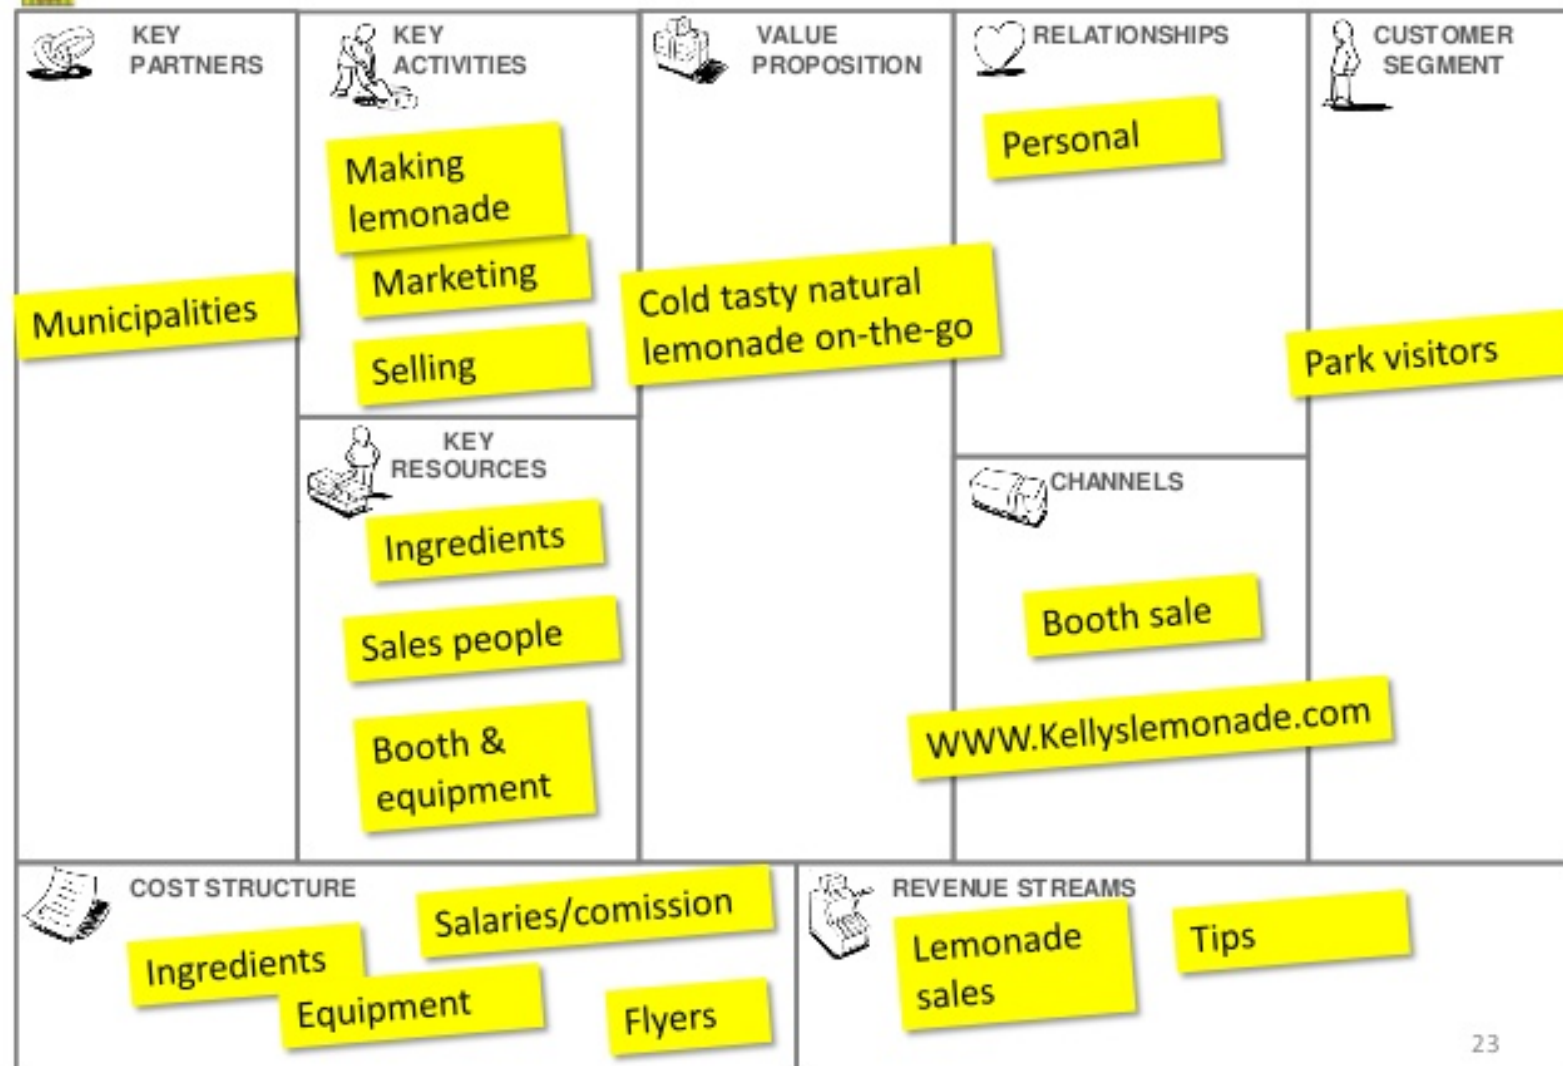 KEY
PARTNERS
Municipalities
KEY
ACTIVITIES
Making
lemonade
Marketing
Selling
KEY
RESOURCES
Ingredients
Sales people
Booth &
equipment
VALUE
PROPOSITION
Cold tasty natural
lemonade on-the-go
RELATIONSHIPS
Personal
CHANNELS
Booth sale
WWW.Kellyslemonade.com
CUSTOMER
SEGMENT
Park visitors
COST STRUCTURE
Salaries/comission
Ingredients
Equipment
Flyers
REVENUE STREAMS
Lemonade
sales
Tips
23